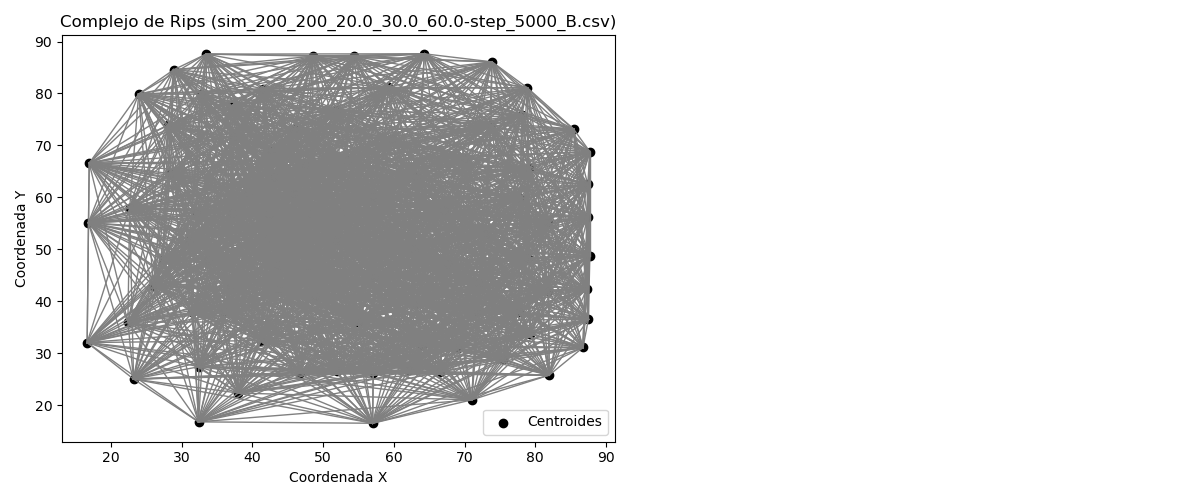 Complejo de Rips (sim_200_200_20.0_30.0_60.0-step_5000_B.csv)
90
80
70
60
50
40
30
20
Coordenada Y
Centroides
20 30 40 50 60 70 80 90
Coordenada X